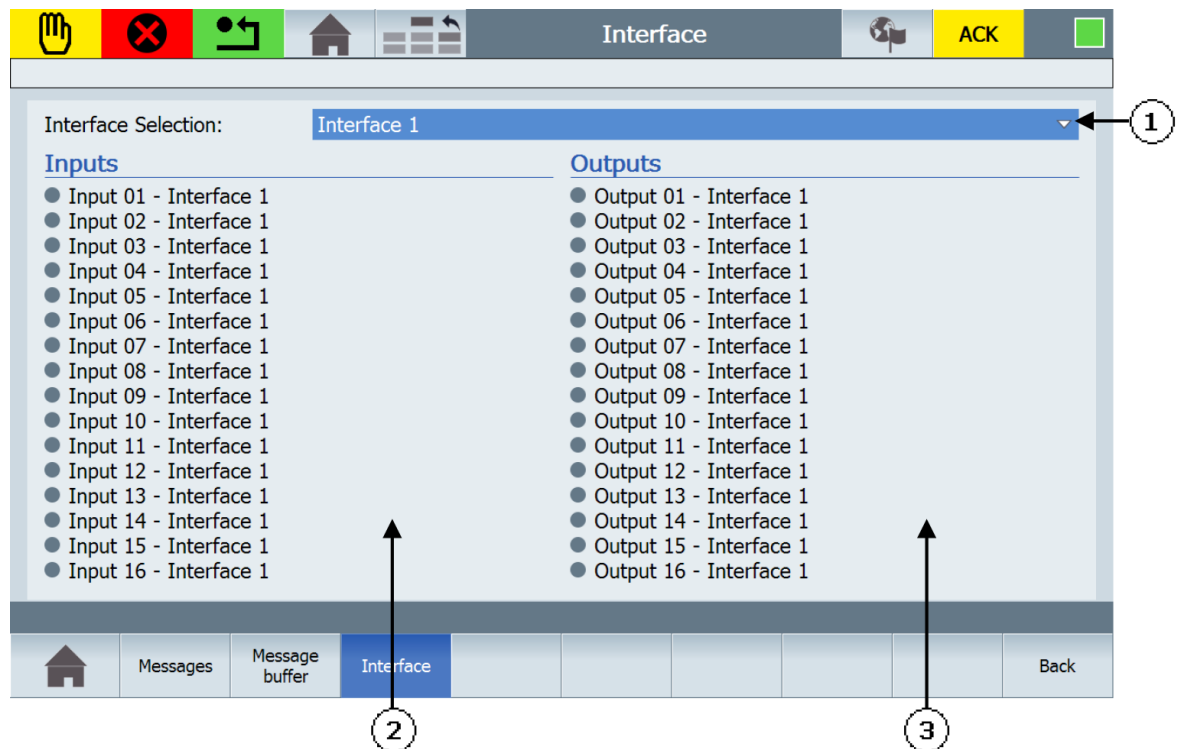 Interface
ACK
Interface Selection:
Interface 1
1
Inputs
Input 01 - Interface 1
Input 02 - Interface 1
Input 03 - Interface 1
Input 04 - Interface 1
Input 05 - Interface 1
Input 06 - Interface 1
Input 07 - Interface 1
Input 08 - Interface 1
Input 09 - Interface 1
Input 10 - Interface 1
Input 11 - Interface 1
Input 12 - Interface 1
Input 13 - Interface 1
Input 14 - Interface 1
Input 15 - Interface 1
Input 16 - Interface 1
Outputs
Output 01 - Interface 1
Output 02 - Interface 1
Output 03 - Interface 1
Output 04 - Interface 1
Output 05 - Interface 1
Output 06 - Interface 1
Output 07 - Interface 1
Output 08 - Interface 1
Output 09 - Interface 1
Output 10 - Interface 1
Output 11 - Interface 1
Output 12 - Interface 1
Output 13 - Interface 1
Output 14 - Interface 1
Output 15 - Interface 1
Output 16 - Interface 1
Messages
Message
buffer
Interface
Back
2
3